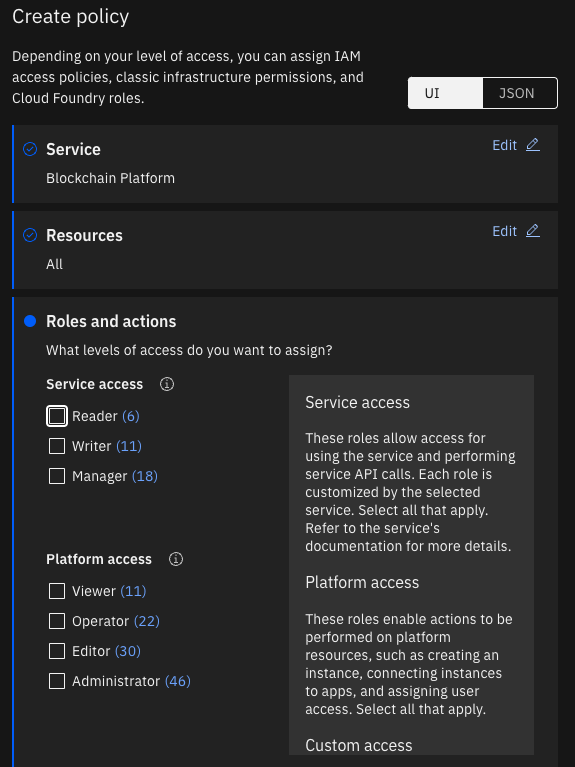 Create policy
Depending on your level of access, you can assign IAM
access policies, classic infrastructure permissions, and
Cloud Foundry roles.
UI
JSON
Service
Edit
Blockchain Platform
Resources
Edit
All
Roles and actions
What levels of access do you want to assign?
Service access
Reader (6)
Writer (11)
Manager (18)
Platform access
Viewer (11)
Operator (22)
Editor (30)
Administrator (46)
Service access
These roles allow access for
using the service and performing
service API calls. Each role is
customized by the selected
service. Select all that apply.
Refer to the service's
documentation for more details.
Platform access
These roles enable actions to be
performed on platform
resources, such as creating an
instance, connecting instances
to apps, and assigning user
access. Select all that apply.
Custom access